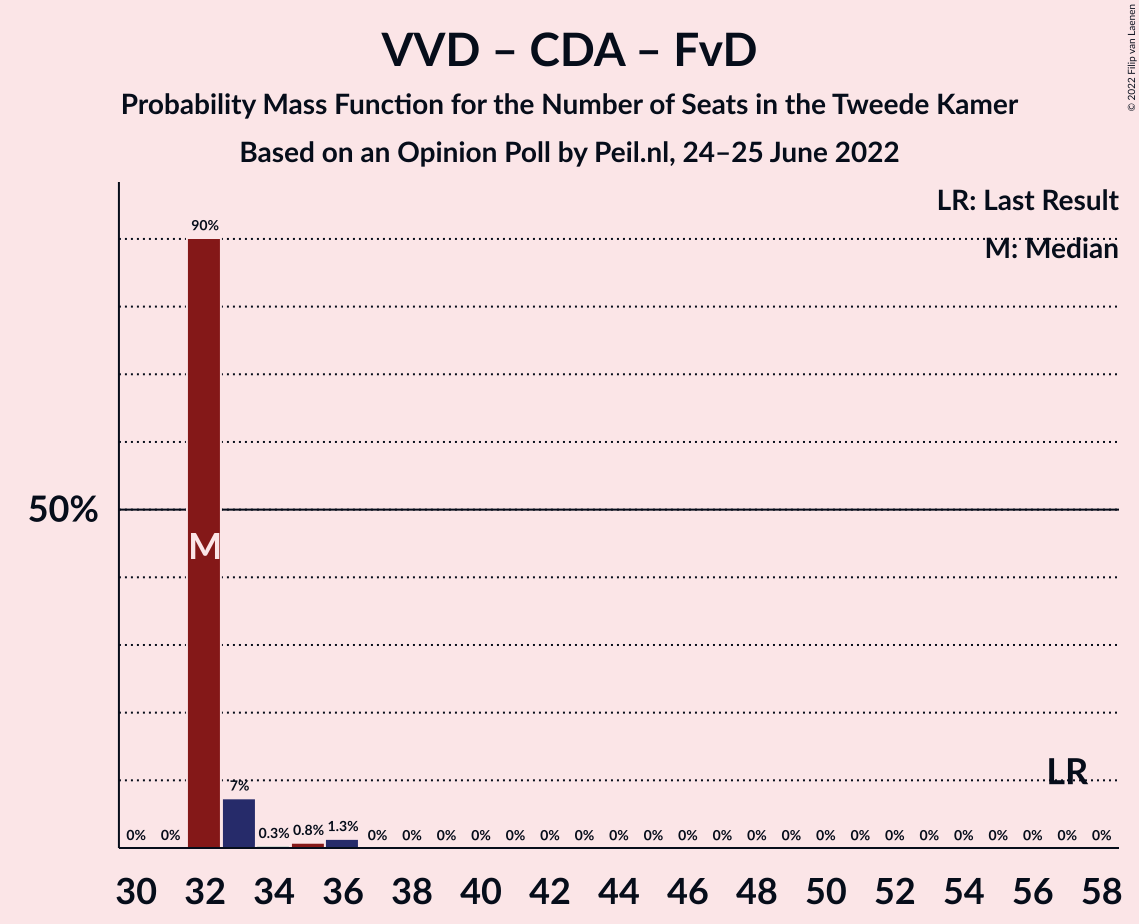 VVD – CDA – FvD
Probability Mass Function for the Number of Seats in the Tweede Kamer
Based on an Opinion Poll by Peil.nl, 24–25 June 2022
© 2022 Filip van Laenen
LR: Last Result
M: Median
90%
50%
M
LR
7%
0% 0% 0.3% 0.8% 1.3% 0% 0% 0% 0% 0% 0% 0% 0% 0% 0% 0% 0% 0% 0% 0% 0% 0% 0% 0% 0% 0% 0%
30 32 34 36 38 40 42 44 46 48 50 52 54 56 58